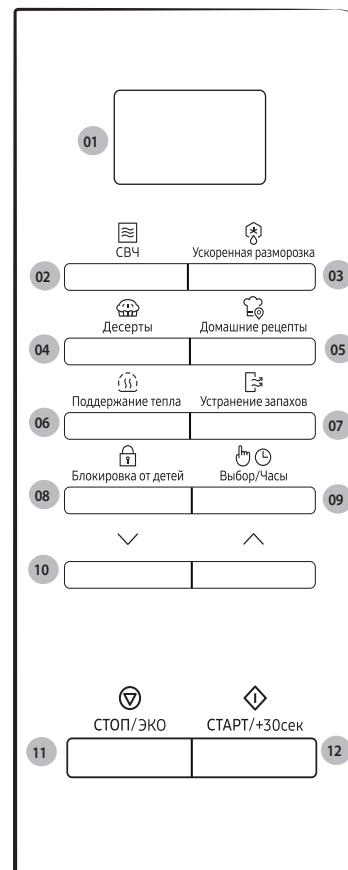 01
СВЧ
Ускоренная разморозка
02
03
Десерты
Домашние рецепты
04
05
Поддержание тепла
Устранение запахов
06
07
Блокировка от детей
Выбор/Часы
08
09
10
СТОП/ЭКО
СТАРТ/+30сек
11
12